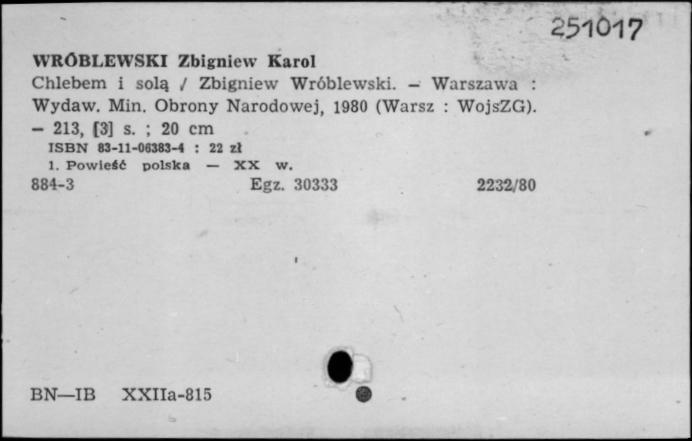 251017
WRÓBLEWSKI Zbigniew Karol
Chlebem i solą / Zbigniew Wróblewski. — Warszawa :
Wydaw. Min. Obrony Narodowej, 1980 (Warsz : WojsZG).
— 213, [3] s. ; 20 cm
ISBN 83-11-06383-4 : 22 zł
1. Powieść polska — XX w.
884-3 Egz. 30333 2232/80
BN—IB XXIIa-815